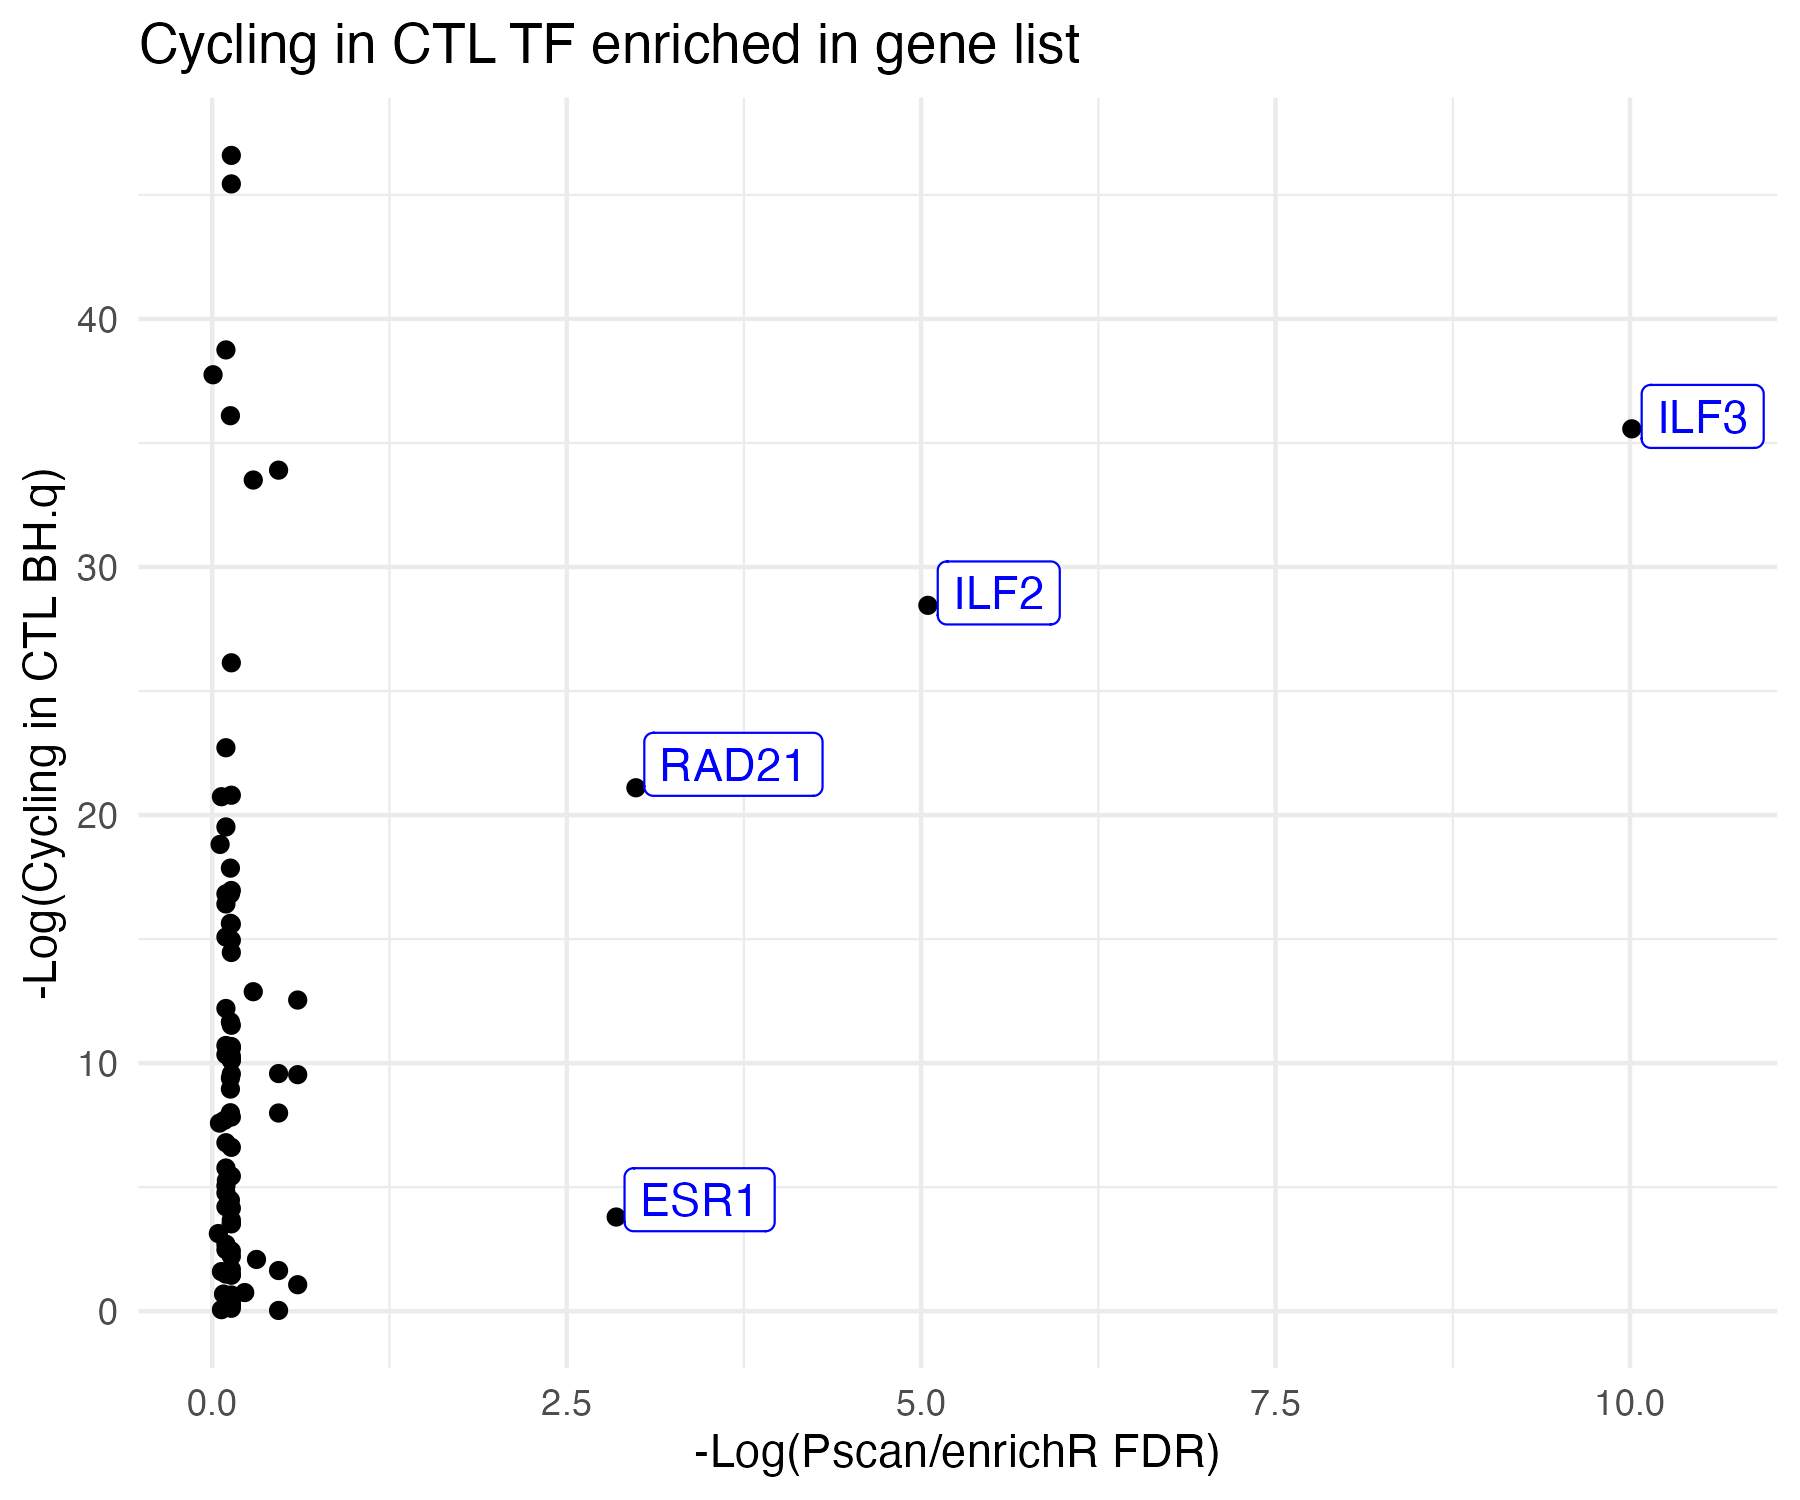 Cycling in CTL TF enriched in gene list
-Log(Cycling in CTL BH.q)
40
30
20
10
0
ILF3
ILF2
RAD21
ESR1
0.0 2.5 5.0 7.5 10.0
-Log(Pscan/enrichR FDR)